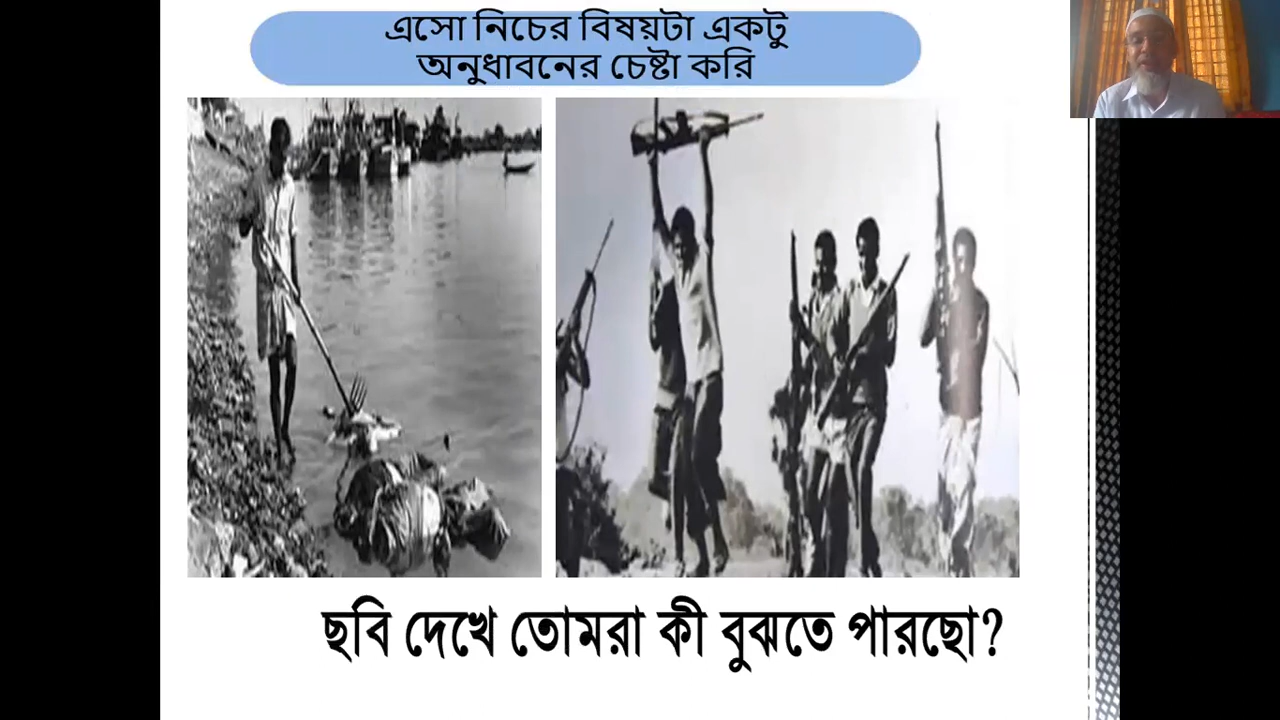 এসো নিচের বিষয়টা একটু
অনুধাবনের চেষ্টা করি
ছবি দেখে তোমরা কী বুঝতে পারছো?